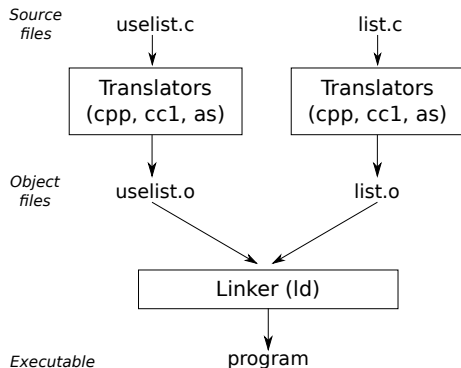 Source
files
uselist.c
list.c
Translators
(cpp, cc1, as)
Translators
(cpp, cc1, as)
Object
files
uselist.o
list.o
Linker (ld)
Executable
program